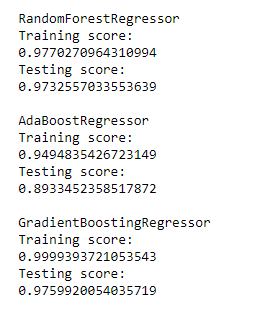 RandomForestRegressor
Training score:
0.9770270964310994
Testing score:
0.9732557033553639
AdaBoostRegressor
Training score:
0.9494835426723149
Testing score:
0.8933452358517872
GradientBoostingRegressor
Training score:
0.9999393721053543
Testing score:
0.9759920054035719